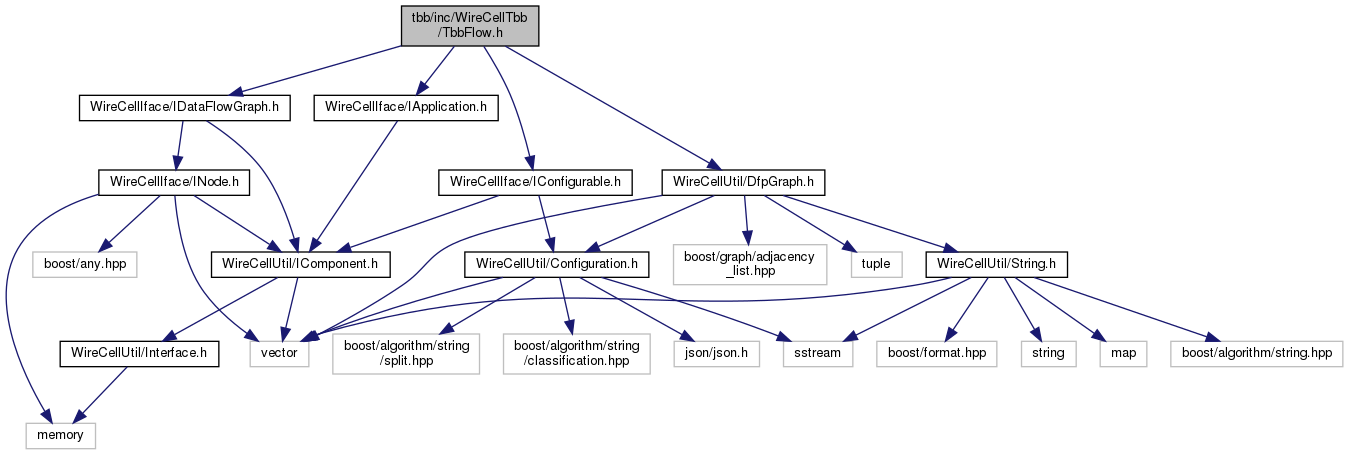 tbb/inc/WireCellTbb
/TbbFlow.h
WireCellIface/IDataFlowGraph.h
WireCellIface/IApplication.h
WireCellIface/INode.h
WireCellIface/IConfigurable.h
WireCellUtil/DfpGraph.h
boost/any.hpp
WireCellUtil/IComponent.h
WireCellUtil/Configuration.h
boost/graph/adjacency
_list.hpp
tuple
WireCellUtil/String.h
WireCellUtil/Interface.h
vector
boost/algorithm/string
/split.hpp
boost/algorithm/string
/classification.hpp
json/json.h
sstream
boost/format.hpp
string
map
boost/algorithm/string.hpp
memory